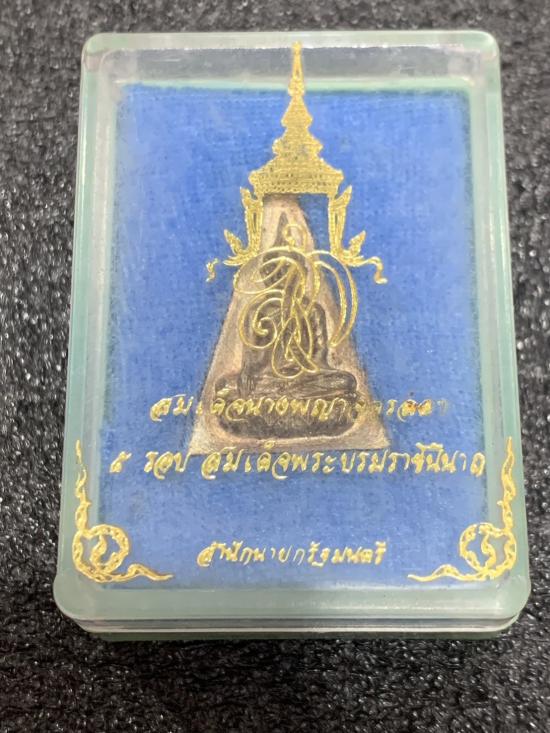 สมเด็จนางพญา สก รสดล
๕ รอบ สมเด็จพระบรมราชินีนาถ
สำนักนายกรัฐมนตรี